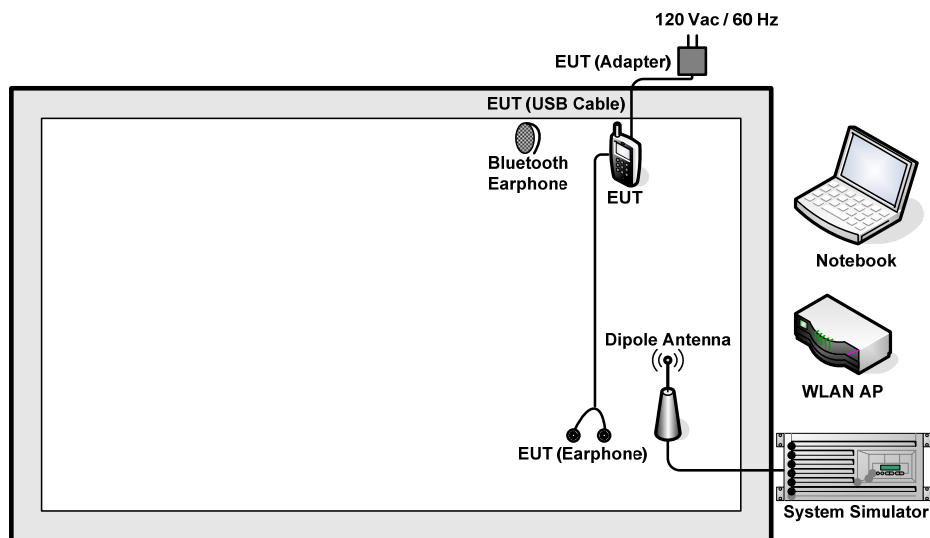 120 Vac / 60 Hz
EUT (Adapter)
EUT (USB Cable)
Bluetooth
Earphone
EUT
Notebook
Dipole Antenna
WLAN AP
EUT (Earphone)
System Simulator